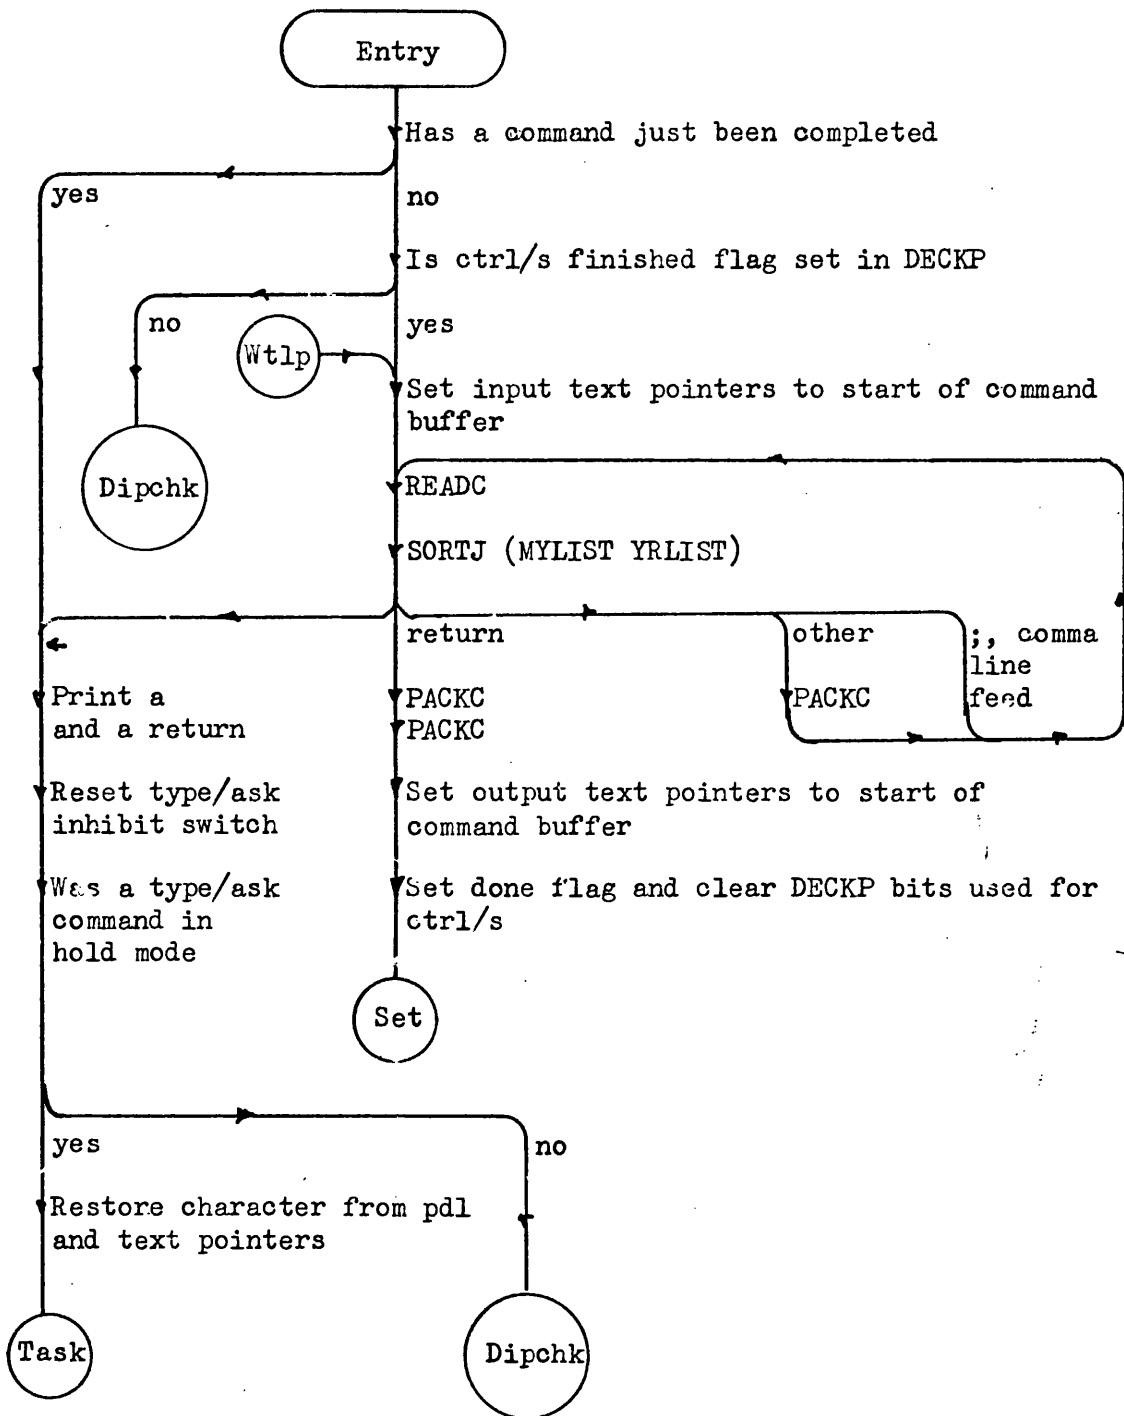 Entry
Has a command just been completed
yes
no
Is ctrl/s finished flag set in DECKP
no
yes
Wtlp
Set input text pointers to start of command
buffer
Dipchk
READC
SORTJ (MYLIST YRLIST)
←
return
other
;, comma
line
feed
Print a
and a return
PACKC
PACKC
PACKC
Reset type/ask
inhibit switch
Set output text pointers to start of
command buffer
Was a type/ask
command in
hold mode
Set done flag and clear DECKP bits used for
ctrl/s
Set
yes
no
Restore character from pdl
and text pointers
Task
Dipchk